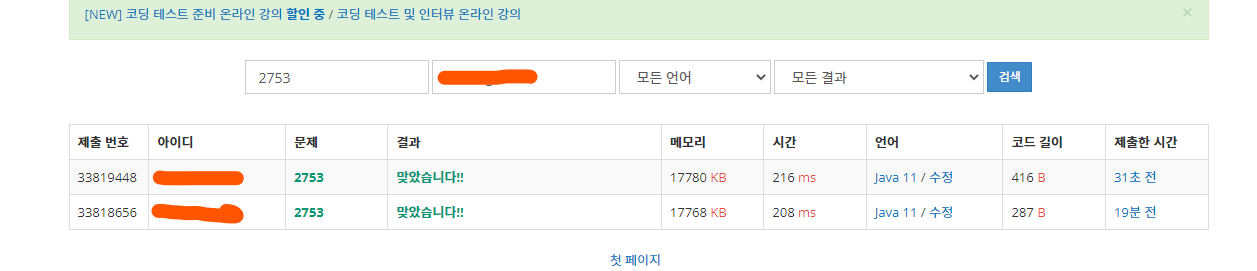 [NEW] 코딩 테스트 준비 온라인 강의 할인 중 / 코딩 테스트 및 인터뷰 온라인 강의 ×
2753 모든 언어 모든 결과 검색
제출 번호 아이디 문제 결과 메모리 시간 언어 코드 길이 제출한 시간
33819448 2753 맞았습니다!! 17780 KB 216 ms Java 11 / 수정 416 B 31초 전
33818656 2753 맞았습니다!! 17768 KB 208 ms Java 11 / 수정 287 B 19분 전
첫 페이지